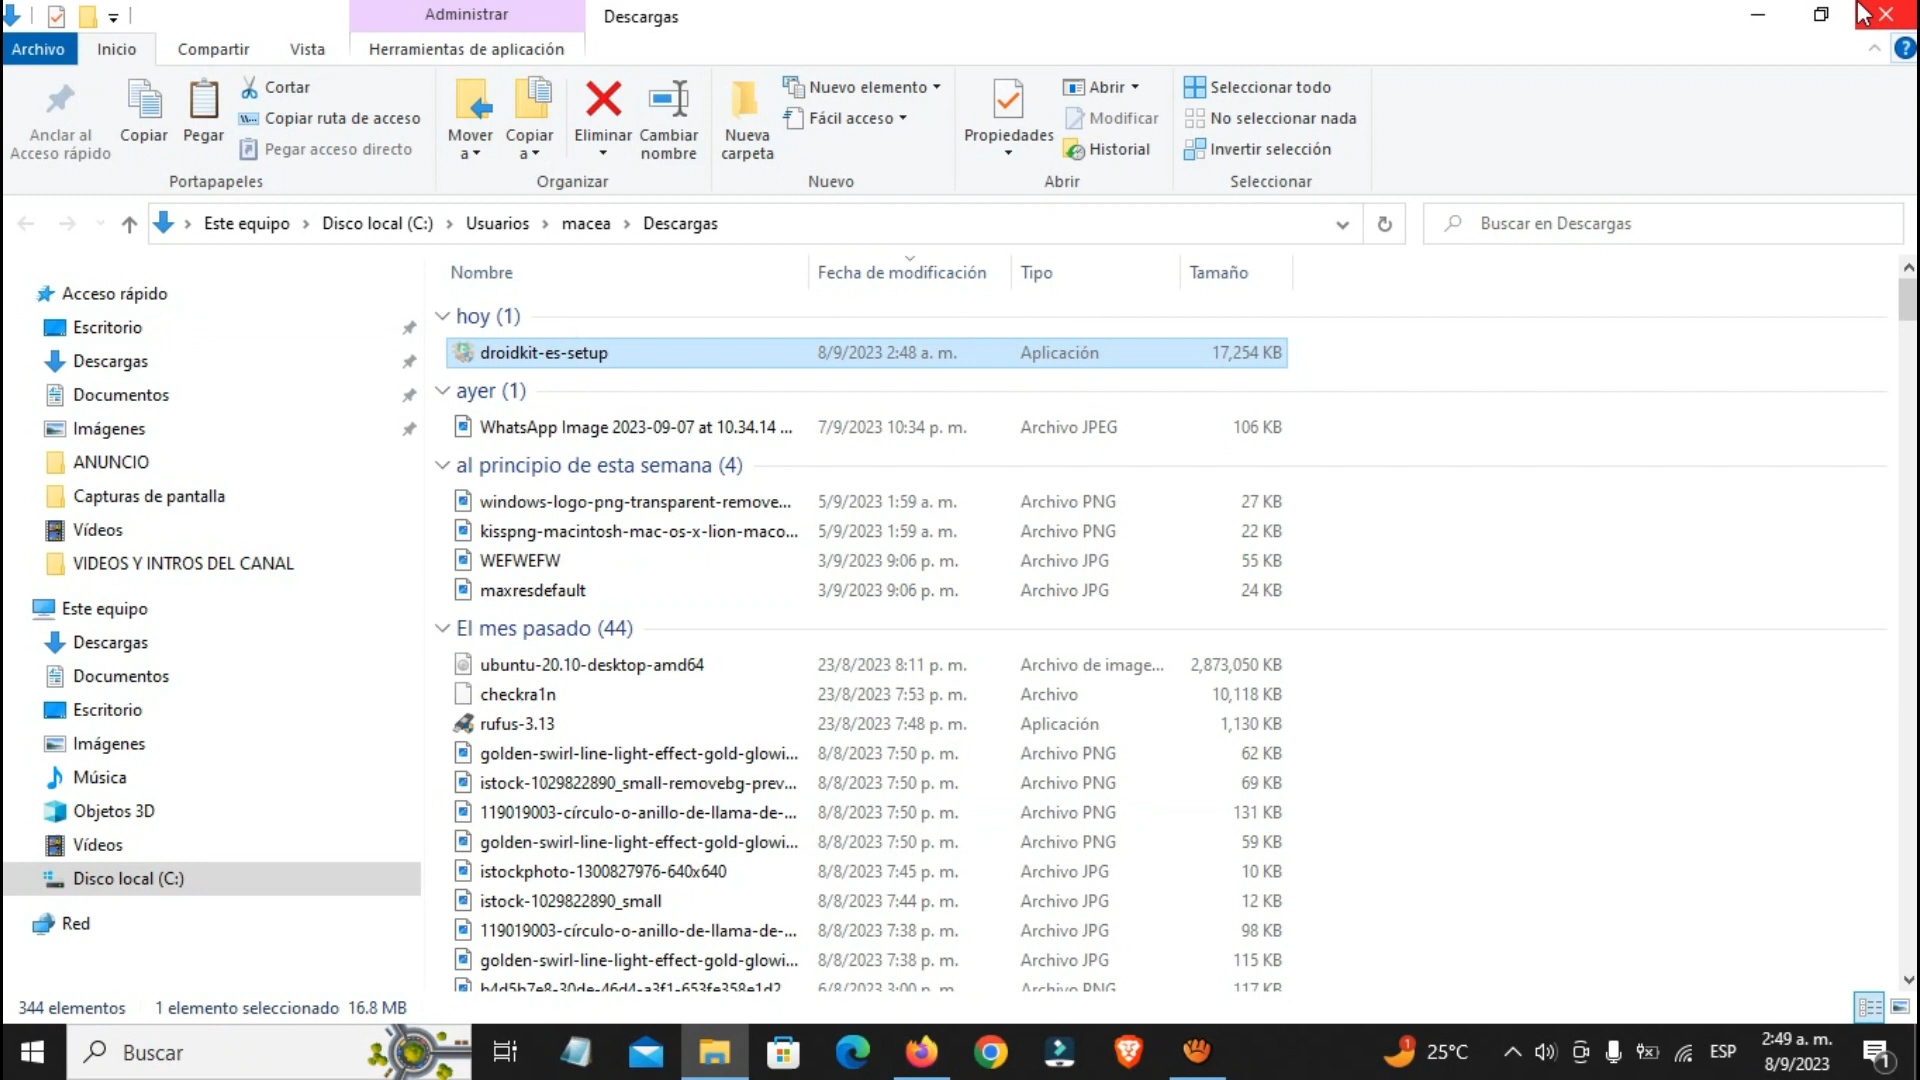 Administrar
Descargas
Archivo
Inicio
Compartir
Vista
Herramientas de aplicación
Anclar al
Acceso rápido
Copiar
Pegar
Cortar
Copiar ruta de acceso
Pegar acceso directo
Portapapeles
Mover
a
Copiar
a
Eliminar
Cambiar
nombre
Organizar
Nueva
carpeta
Nuevo elemento
Fácil acceso
Nuevo
Propiedades
Abrir
Modificar
Historial
Abrir
Seleccionar todo
No seleccionar nada
Invertir selección
Seleccionar
Este equipo > Disco local (C:) > Usuarios > macea > Descargas
Buscar en Descargas
Acceso rápido
Escritorio
Descargas
Documentos
Imágenes
ANUNCIO
Capturas de pantalla
Vídeos
VIDEOS Y INTROS DEL CANAL
Este equipo
Descargas
Documentos
Escritorio
Imágenes
Música
Objetos 3D
Vídeos
Disco local (C:)
Red
Nombre Fecha de modificación Tipo Tamaño
hoy (1)
droidkit-es-setup 8/9/2023 2:48 a. m. Aplicación 17,254 KB
ayer (1)
WhatsApp Image 2023-09-07 at 10.34.14 ... 7/9/2023 10:34 p. m. Archivo JPEG 106 KB
al principio de esta semana (4)
windows-logo-png-transparent-remove... 5/9/2023 1:59 a. m. Archivo PNG 27 KB
kisspng-macintosh-mac-os-x-lion-maco... 5/9/2023 1:59 a. m. Archivo PNG 22 KB
WEFWEFW 3/9/2023 9:06 p. m. Archivo JPG 55 KB
maxresdefault 3/9/2023 9:06 p. m. Archivo JPG 24 KB
El mes pasado (44)
ubuntu-20.10-desktop-amd64 23/8/2023 8:11 p. m. Archivo de image... 2,873,050 KB
checkra1n 23/8/2023 7:53 p. m. Archivo 10,118 KB
rufus-3.13 23/8/2023 7:48 p. m. Aplicación 1,130 KB
golden-swirl-line-light-effect-gold-glowi... 8/8/2023 7:50 p. m. Archivo PNG 62 KB
istock-1029822890_small-removebg-prev... 8/8/2023 7:50 p. m. Archivo PNG 69 KB
119019003-círculo-o-anillo-de-llama-de-... 8/8/2023 7:50 p. m. Archivo PNG 131 KB
golden-swirl-line-light-effect-gold-glowi... 8/8/2023 7:50 p. m. Archivo PNG 59 KB
istockphoto-1300827976-640x640 8/8/2023 7:45 p. m. Archivo JPG 10 KB
istock-1029822890_small 8/8/2023 7:44 p. m. Archivo JPG 12 KB
119019003-círculo-o-anillo-de-llama-de-... 8/8/2023 7:38 p. m. Archivo JPG 98 KB
golden-swirl-line-light-effect-gold-glowi... 8/8/2023 7:38 p. m. Archivo JPG 115 KB
b4d5b7e8-30de-46d4-a3f1-653fe358e1d2 6/8/2023 3:00 p. m. Archivo PNG 117 KB
344 elementos 1 elemento seleccionado 16.8 MB
Buscar
1
25°C
ESP
2:49 a. m.
8/9/2023
1